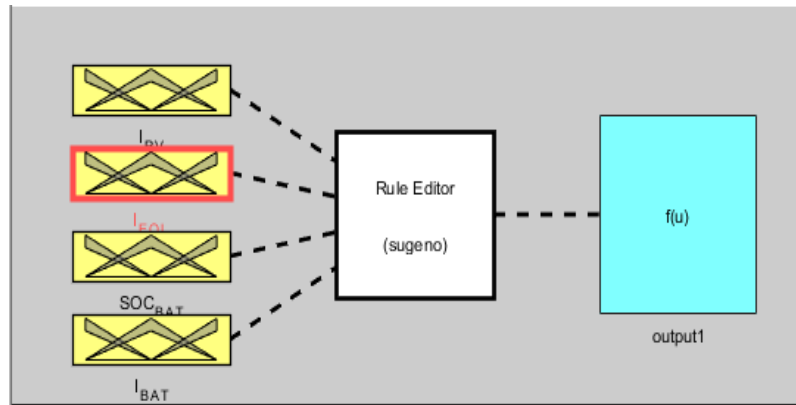 I_PV
I_EOL
SOC_BAT
I_BAT
Rule Editor
(sugeno)
f(u)
output1